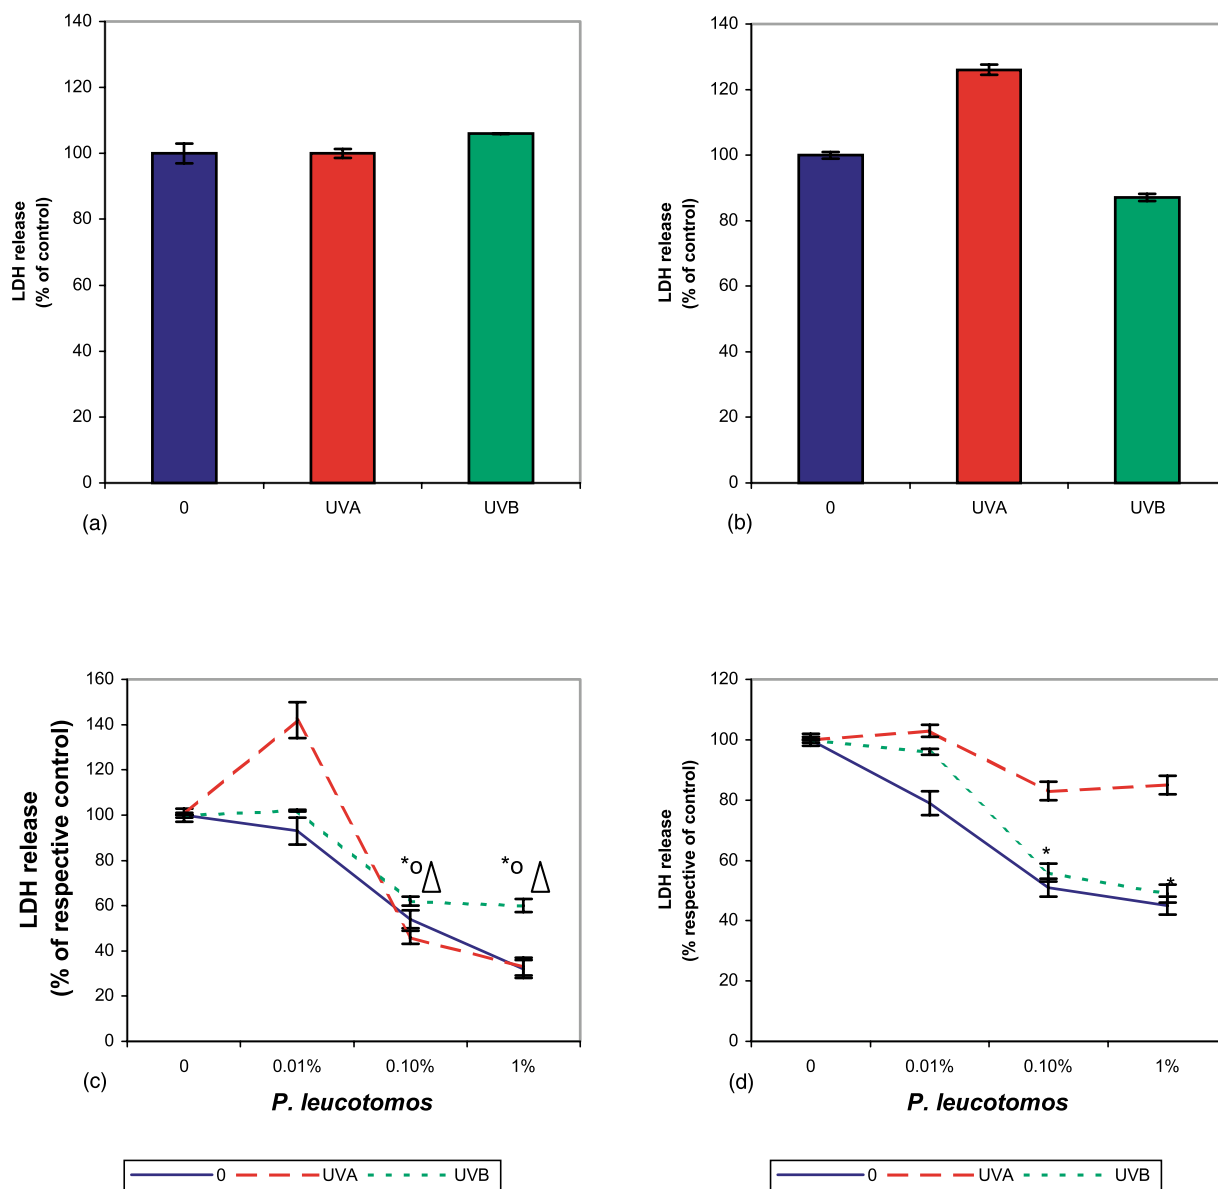 140
120
100
80
60
40
20
0
LDH release
(% of control)
0
UVA
UVB
(a)
140
120
100
80
60
40
20
0
LDH release
(% of control)
0
UVA
UVB
(b)
160
140
120
100
80
60
40
20
0
LDH release
(% of respective control)
*o
*o
0
0.01%
0.10%
1%
(c)
P. leucotomos
0
UVA
UVB
120
100
80
60
40
20
0
LDH release
(% respective of control)
*
*
0
0.01%
0.10%
1%
(d)
P. leucotomos
0
UVA
UVB